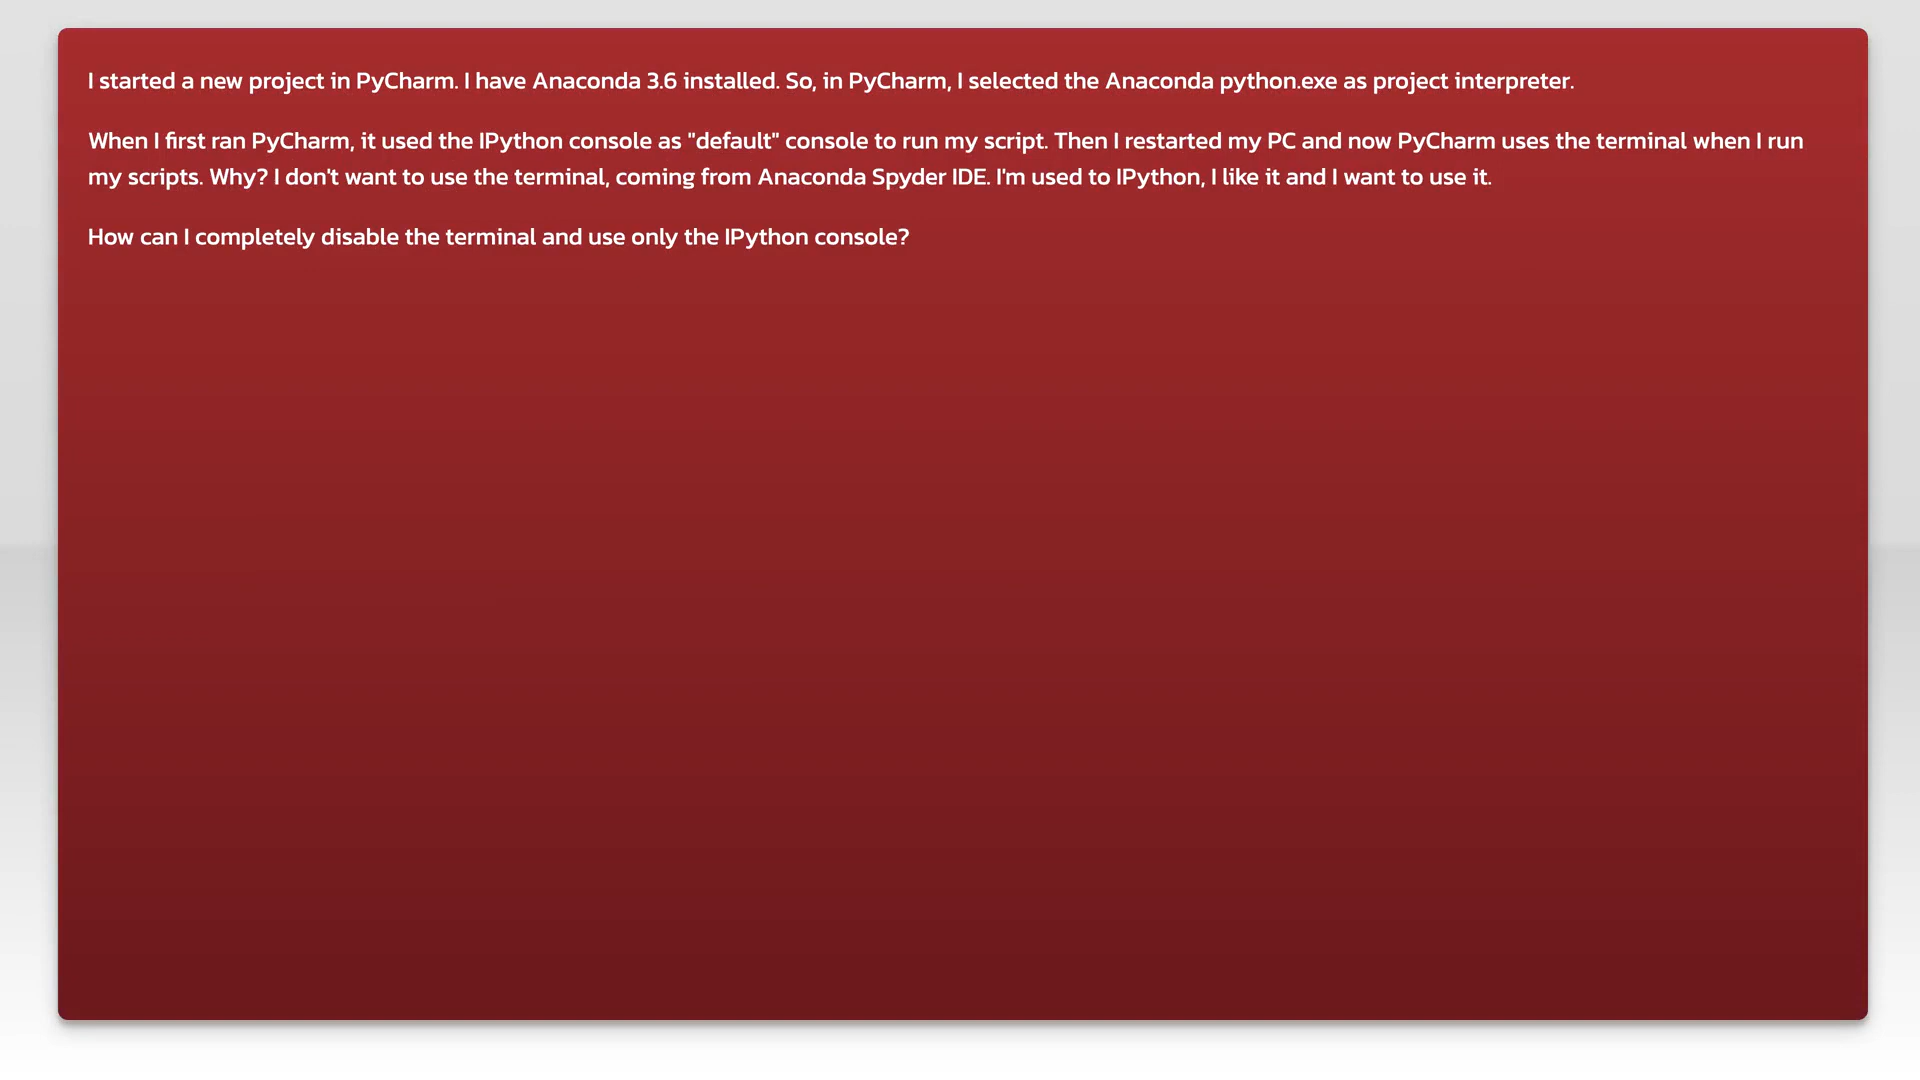 I started a new project in PyCharm. I have Anaconda 3.6 installed. So, in PyCharm, I selected the Anaconda python.exe as project interpreter.
When I first ran PyCharm, it used the IPython console as "default" console to run my script. Then I restarted my PC and now PyCharm uses the terminal when I run
my scripts. Why? I don't want to use the terminal, coming from Anaconda Spyder IDE. I'm used to IPython, I like it and I want to use it.
How can I completely disable the terminal and use only the IPython console?